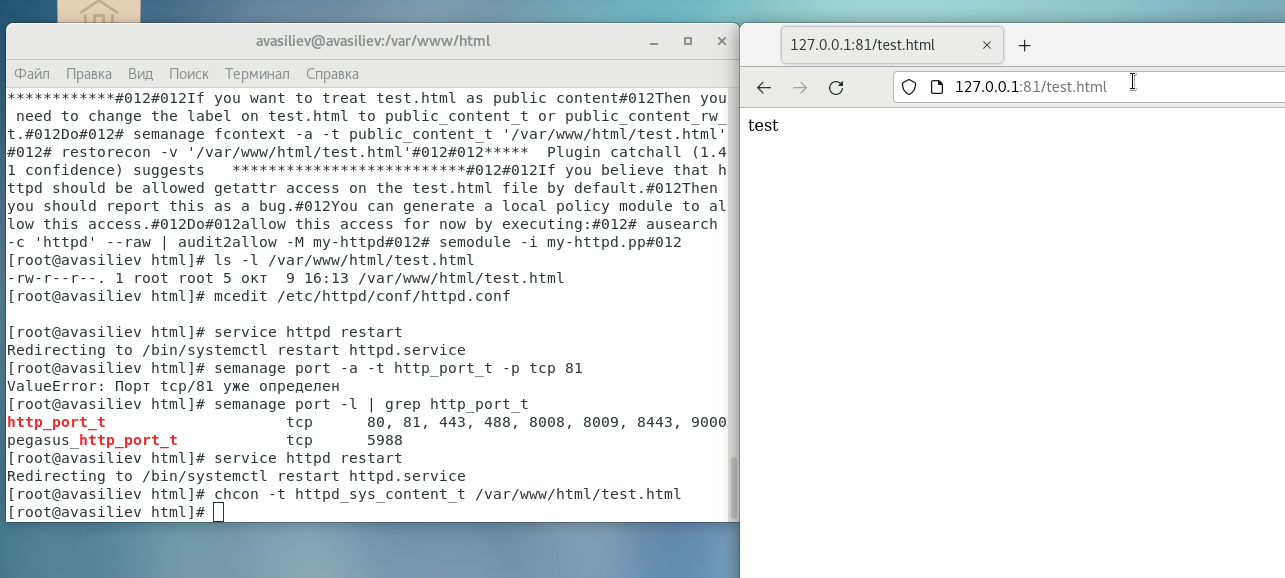 avasiliev@avasiliev:/var/www/html
Файл Правка Вид Поиск Терминал Справка
************#012#012If you want to treat test.html as public content#012Then you
 need to change the label on test.html to public_content_t or public_content_rw_
t.#012Do#012# semanage fcontext -a -t public_content_t '/var/www/html/test.html'
#012# restorecon -v '/var/www/html/test.html'#012#012*****  Plugin catchall (1.4
1 confidence) suggests   **************************#012#012If you believe that h
ttpd should be allowed getattr access on the test.html file by default.#012Then
you should report this as a bug.#012You can generate a local policy module to al
low this access.#012Do#012allow this access for now by executing:#012# ausearch
-c 'httpd' --raw | audit2allow -M my-httpd#012# semodule -i my-httpd.pp#012
[root@avasiliev html]# ls -l /var/www/html/test.html
-rw-r--r--. 1 root root 5 окт  9 16:13 /var/www/html/test.html
[root@avasiliev html]# mcedit /etc/httpd/conf/httpd.conf
[root@avasiliev html]# service httpd restart
Redirecting to /bin/systemctl restart httpd.service
[root@avasiliev html]# semanage port -a -t http_port_t -p tcp 81
ValueError: Порт tcp/81 уже определен
[root@avasiliev html]# semanage port -l | grep http_port_t
http_port_t                    tcp      80, 81, 443, 488, 8008, 8009, 8443, 9000
pegasus_http_port_t            tcp      5988
[root@avasiliev html]# service httpd restart
Redirecting to /bin/systemctl restart httpd.service
[root@avasiliev html]# chcon -t httpd_sys_content_t /var/www/html/test.html
[root@avasiliev html]#
127.0.0.1:81/test.html
127.0.0.1:81/test.html
test